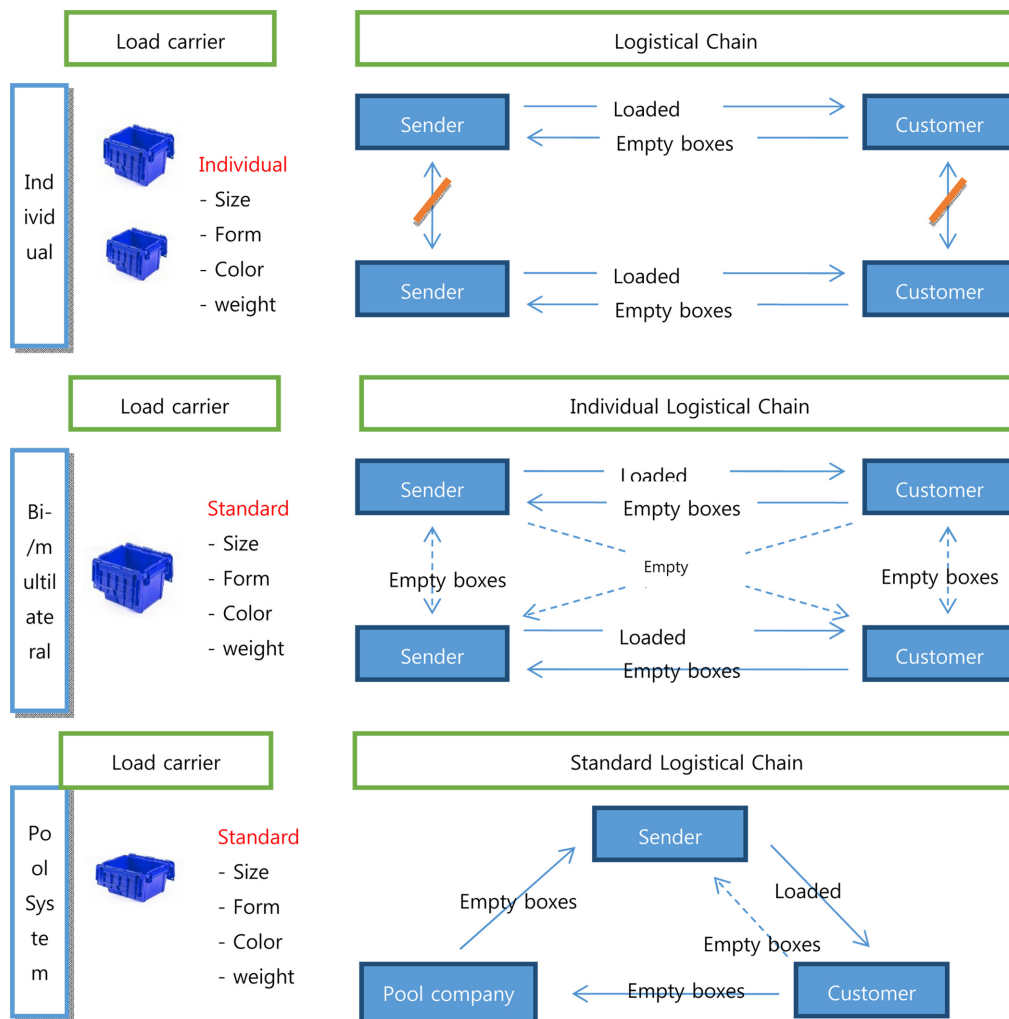 Load carrier
Logistical Chain
Ind
ivid
ual
Individual
- Size
- Form
- Color
- weight
Sender
Loaded
Empty boxes
Customer
Sender
Loaded
Empty boxes
Customer
Load carrier
Individual Logistical Chain
Bi-
/m
ultil
ate
ral
Standard
- Size
- Form
- Color
- weight
Sender
Loaded
Empty boxes
Customer
Empty boxes
Empty
Empty boxes
Sender
Loaded
Empty boxes
Customer
Load carrier
Standard Logistical Chain
Po
ol
Sys
te
m
Standard
- Size
- Form
- Color
- weight
Sender
Empty boxes
Loaded
Empty boxes
Pool company
Empty boxes
Customer